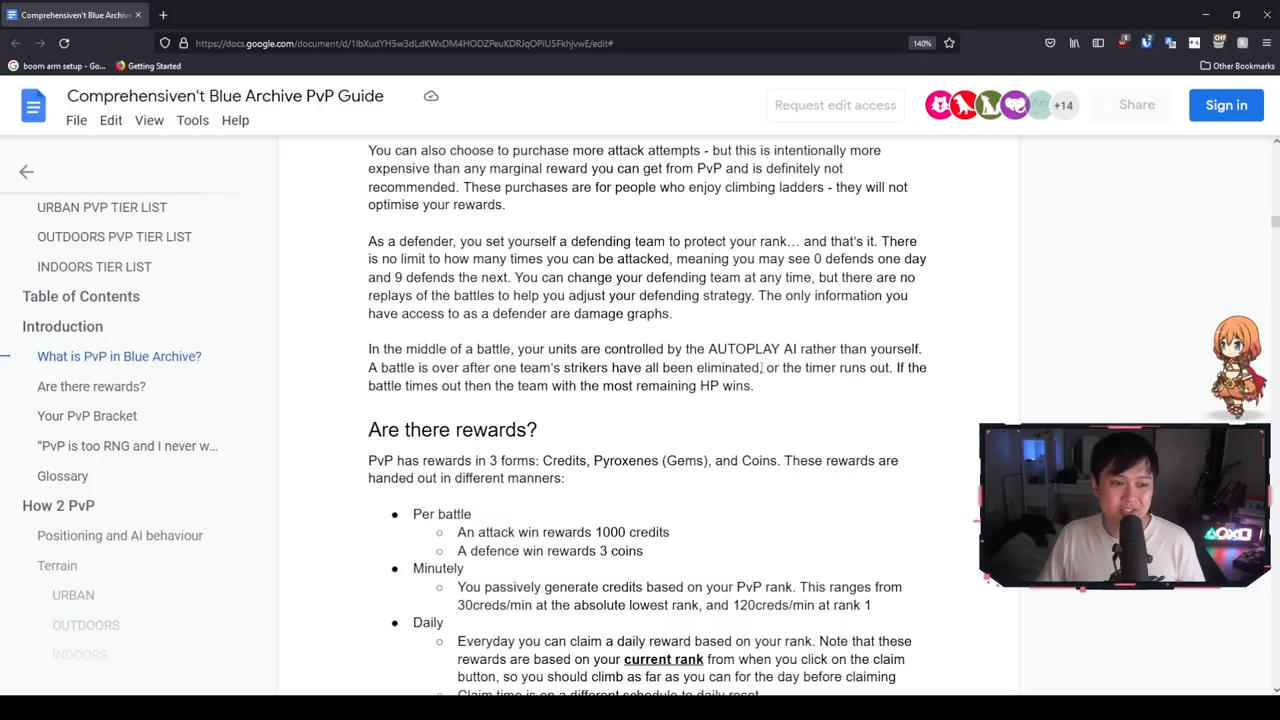 Comprehensiven't Blue Archive
https://docs.google.com/document/d/1lbXudYH5w3dLdKWxDM4HODZPeuKDRJqOPiU5FkhjvwE/edit#
140%
boom arm setup - Go...
Getting Started
Other Bookmarks
Comprehensiven't Blue Archive PvP Guide
File Edit View Tools Help
Request edit access
+14
Share
Sign in
URBAN PVP TIER LIST
OUTDOORS PVP TIER LIST
INDOORS TIER LIST
Table of Contents
Introduction
What is PvP in Blue Archive?
Are there rewards?
Your PvP Bracket
“PvP is too RNG and I never w...
Glossary
How 2 PvP
Positioning and AI behaviour
Terrain
URBAN
OUTDOORS
INDOORS
You can also choose to purchase more attack attempts - but this is intentionally more
expensive than any marginal reward you can get from PvP and is definitely not
recommended. These purchases are for people who enjoy climbing ladders - they will not
optimise your rewards.
As a defender, you set yourself a defending team to protect your rank… and that's it. There
is no limit to how many times you can be attacked, meaning you may see 0 defends one day
and 9 defends the next. You can change your defending team at any time, but there are no
replays of the battles to help you adjust your defending strategy. The only information you
have access to as a defender are damage graphs.
In the middle of a battle, your units are controlled by the AUTOPLAY AI rather than yourself.
A battle is over after one team's strikers have all been eliminated, or the timer runs out. If the
battle times out then the team with the most remaining HP wins.
Are there rewards?
PvP has rewards in 3 forms: Credits, Pyroxenes (Gems), and Coins. These rewards are
handed out in different manners:
● Per battle
○ An attack win rewards 1000 credits
○ A defence win rewards 3 coins
● Minutely
○ You passively generate credits based on your PvP rank. This ranges from
30creds/min at the absolute lowest rank, and 120creds/min at rank 1
● Daily
○ Everyday you can claim a daily reward based on your rank. Note that these
rewards are based on your current rank from when you click on the claim
button, so you should climb as far as you can for the day before claiming
○ Claim time is on a different schedule to daily reset